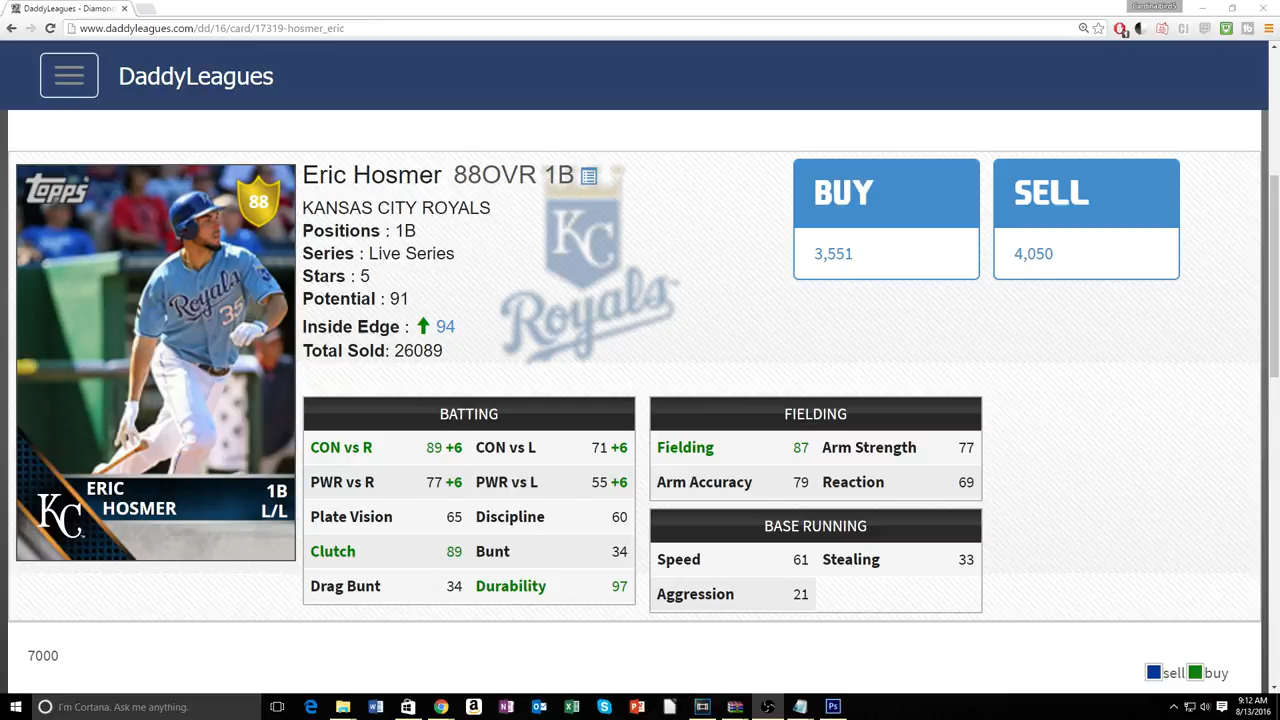 DaddyLeagues - Diamond
Cardinalbird5
www.daddyleagues.com/dd/16/card/17319-hosmer_eric
DaddyLeagues
Topps
88
Royals
35
KC
ERIC
HOSMER
1B
L/L
Eric Hosmer 88OVR 1B
KANSAS CITY ROYALS
Positions : 1B
Series : Live Series
Stars : 5
Potential : 91
Inside Edge : 94
Total Sold: 26089
KC
Royals
BUY
3,551
SELL
4,050
BATTING
CON vs R 89 +6 CON vs L 71 +6
PWR vs R 77 +6 PWR vs L 55 +6
Plate Vision 65 Discipline 60
Clutch 89 Bunt 34
Drag Bunt 34 Durability 97
FIELDING
Fielding 87 Arm Strength 77
Arm Accuracy 79 Reaction 69
BASE RUNNING
Speed 61 Stealing 33
Aggression 21
7000
sell buy
I'm Cortana. Ask me anything.
9:12 AM
8/13/2016